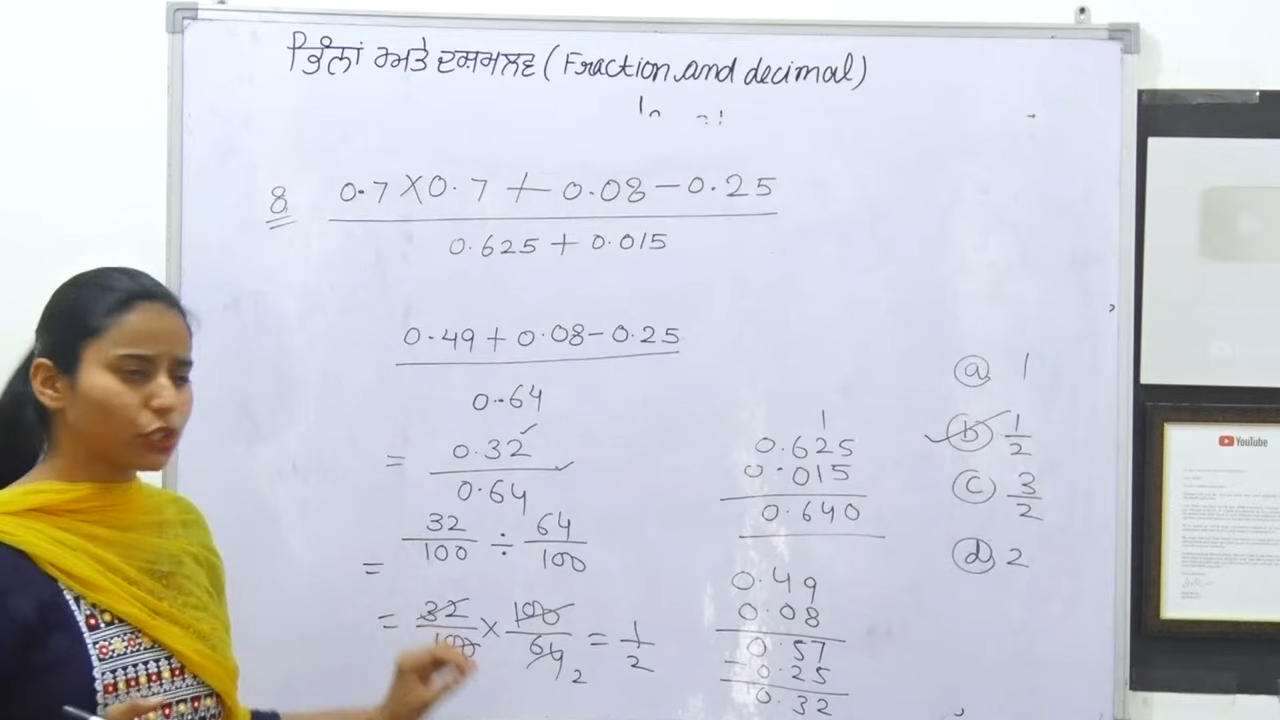 ਭਿੰਨਾਂ ਅਤੇ ਦਸ਼ਮਲਵ (Fraction and decimal)
8. 0.7×0.7+0.08-0.25
0.625+0.015
0.49+0.08-0.25
0.64
= 0.32
0.64
= 32/100 ÷ 64/100
= 32/100 × 100/64 = 1/2
2
1
0.625
0.015
0.640
0.49
0.08
0.57
-0.25
0.32
(a) 1
(b) 1/2
(c) 3/2
(d) 2
YouTube